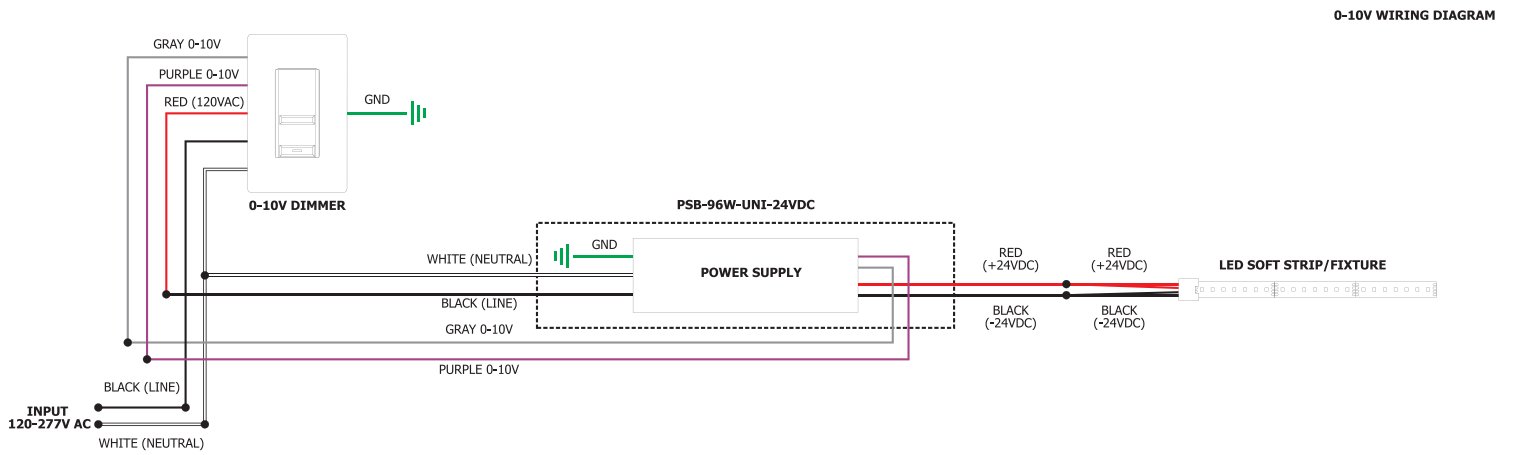 0-10V WIRING DIAGRAM
GRAY 0-10V
PURPLE 0-10V
RED (120VAC)
GND
0-10V DIMMER
PSB-96W-UNI-24VDC
GND
WHITE (NEUTRAL)
POWER SUPPLY
BLACK (LINE)
GRAY 0-10V
PURPLE 0-10V
RED
(+24VDC)
RED
(+24VDC)
LED SOFT STRIP/FIXTURE
BLACK
(-24VDC)
BLACK
(-24VDC)
BLACK (LINE)
INPUT
120-277V AC
WHITE (NEUTRAL)